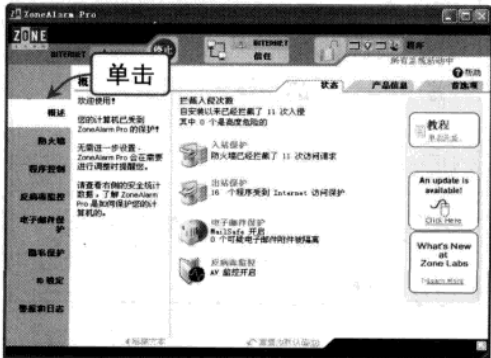 ZoneAlarm Pro
ZONE
停止
INTERNET
信任
程序
所有系统活动中
帮助
单击
概述
状态
产品信息
首选项
防火墙
程序控制
反病毒监控
电子邮件保护
隐私保护
ID 锁定
警报和日志
欢迎使用!
您的计算机已受到
ZoneAlarm Pro 的保护!
无需进一步设置 -
ZoneAlarm Pro 会在需要
进行调整时提醒您。
请查看右侧的安全统计
数据,了解 ZoneAlarm
Pro 是如何保护您的计
算机的。
拦截入侵次数
自安装以来已经拦截了 11 次入侵
其中 0 个是高度危险的
入站保护
防火墙已经拦截了 11 次访问请求
出站保护
16 个程序受到 Internet 访问保护
电子邮件保护
MailSafe 开启
0 个可疑电子邮件附件被隔离
反病毒监控
AV 监控开启
教程
An update is
available!
Click Here
What's New
at
Zone Labs
Learn More
隐藏文本
重置为默认值